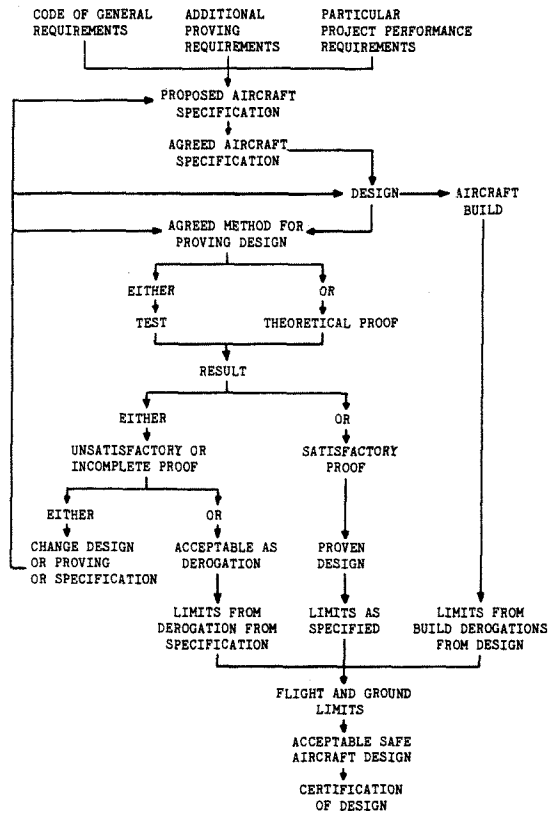 CODE OF GENERAL
REQUIREMENTS
ADDITIONAL
PROVING
REQUIREMENTS
PARTICULAR
PROJECT PERFORMANCE
REQUIREMENTS
PROPOSED AIRCRAFT
SPECIFICATION
AGREED AIRCRAFT
SPECIFICATION
DESIGN
AIRCRAFT
BUILD
AGREED METHOD FOR
PROVING DESIGN
EITHER
OR
TEST
THEORETICAL PROOF
RESULT
EITHER
OR
UNSATISFACTORY OR
INCOMPLETE PROOF
SATISFACTORY
PROOF
EITHER
OR
CHANGE DESIGN
OR PROVING
OR SPECIFICATION
ACCEPTABLE AS
DEROGATION
PROVEN
DESIGN
LIMITS FROM
DEROGATION FROM
SPECIFICATION
LIMITS AS
SPECIFIED
LIMITS FROM
BUILD DEROGATIONS
FROM DESIGN
FLIGHT AND GROUND
LIMITS
ACCEPTABLE SAFE
AIRCRAFT DESIGN
CERTIFICATION
OF DESIGN